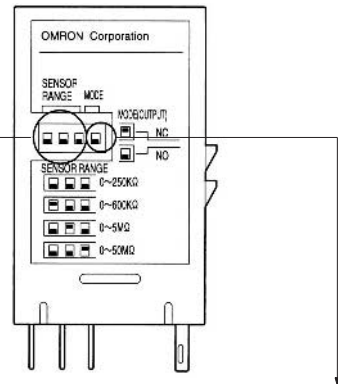 OMRON Corporation
SENSOR
RANGE MODE
MODE(OUTPUT)
NC
NO
SENSOR RANGE
0~250KΩ
0~600KΩ
0~5MΩ
0~50MΩ